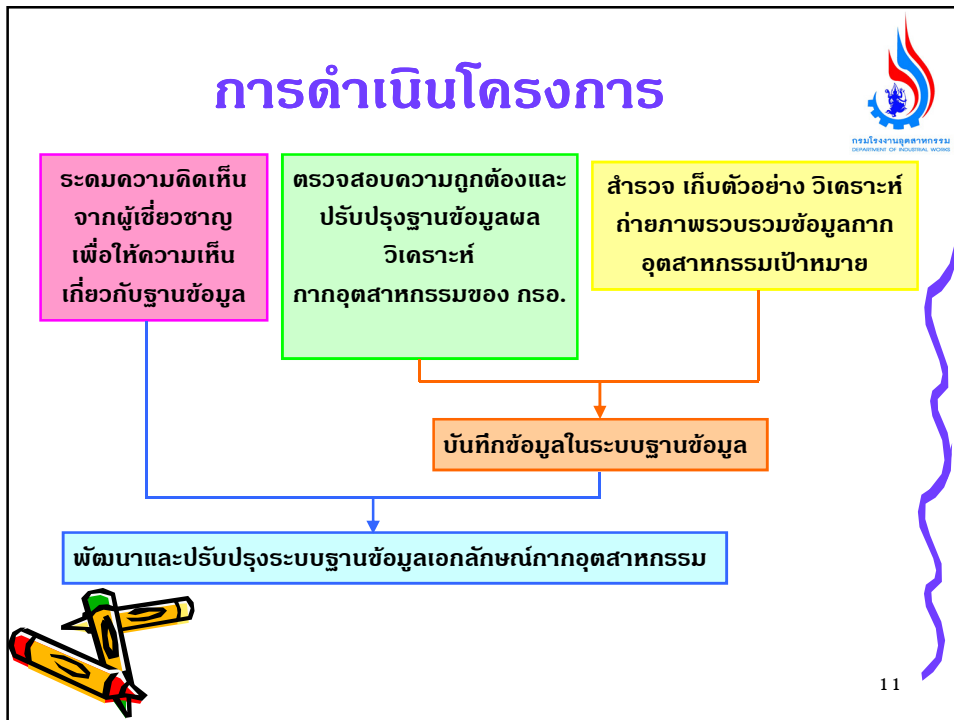 การดำเนินโครงการ
กรมโรงงานอุตสาหกรรม
DEPARTMENT OF INDUSTRIAL WORKS
ระดมความคิดเห็น
จากผู้เชี่ยวชาญ
เพื่อให้ความเห็น
เกี่ยวกับฐานข้อมูล
ตรวจสอบความถูกต้องและ
ปรับปรุงฐานข้อมูลผล
วิเคราะห์
กากอุตสาหกรรมของ กรอ.
สำรวจ เก็บตัวอย่าง วิเคราะห์
ถ่ายภาพรวบรวมข้อมูลกาก
อุตสาหกรรมเป้าหมาย
บันทึกข้อมูลในระบบฐานข้อมูล
พัฒนาและปรับปรุงระบบฐานข้อมูลเอกลักษณ์กากอุตสาหกรรม
11